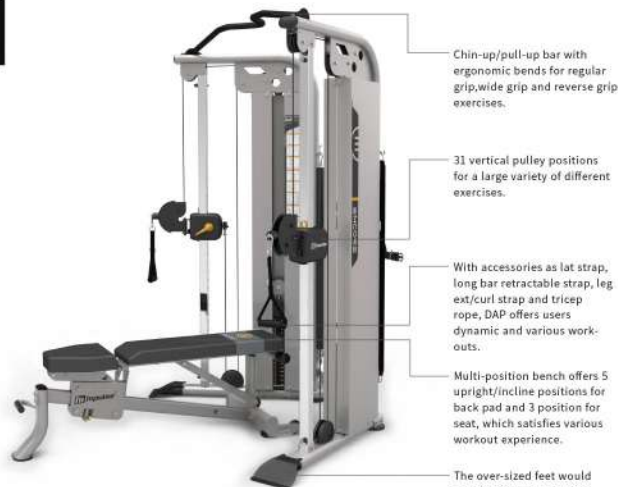 Chin-up/pull-up bar with
ergonomic bends for regular
grip,wide grip and reverse grip
exercises.
31 vertical pulley positions
for a large variety of different
exercises.
Impulse
With accessories as lat strap,
long bar retractable strap, leg
ext/curl strap and tricep
rope, DAP offers users
dynamic and various work-
outs.
Multi-position bench offers 5
upright/incline positions for
back pad and 3 position for
seat, which satisfies various
workout experience.
Impulse
The over-sized feet would